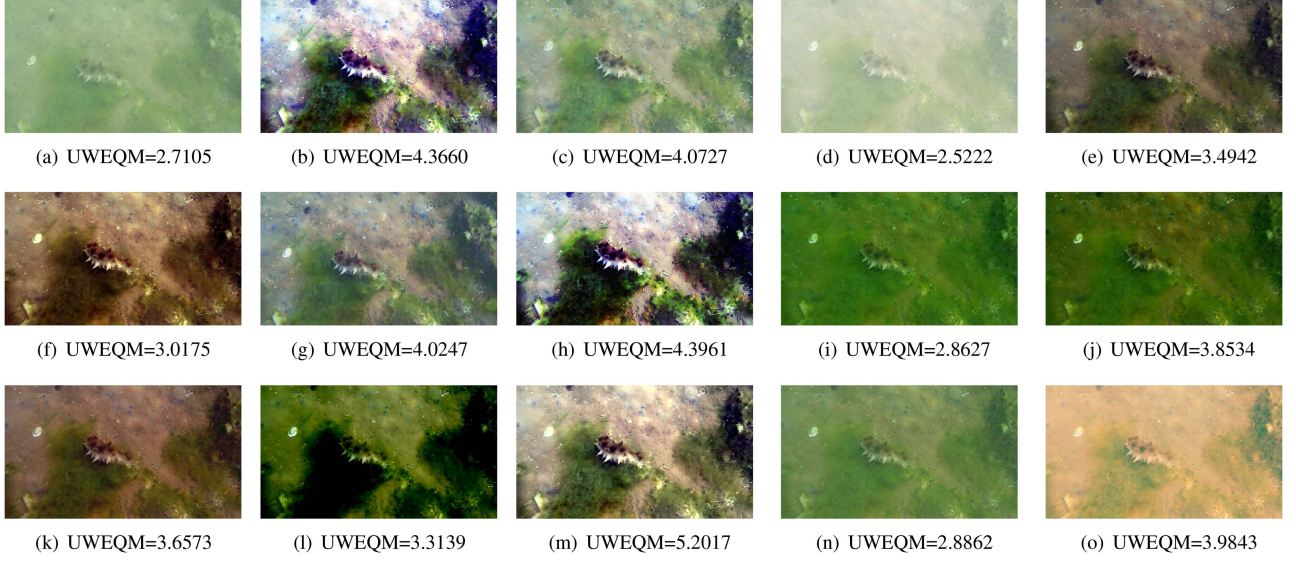 (a) UWEQM=2.7105
(b) UWEQM=4.3660
(c) UWEQM=4.0727
(d) UWEQM=2.5222
(e) UWEQM=3.4942
(f) UWEQM=3.0175
(g) UWEQM=4.0247
(h) UWEQM=4.3961
(i) UWEQM=2.8627
(j) UWEQM=3.8534
(k) UWEQM=3.6573
(l) UWEQM=3.3139
(m) UWEQM=5.2017
(n) UWEQM=2.8862
(o) UWEQM=3.9843